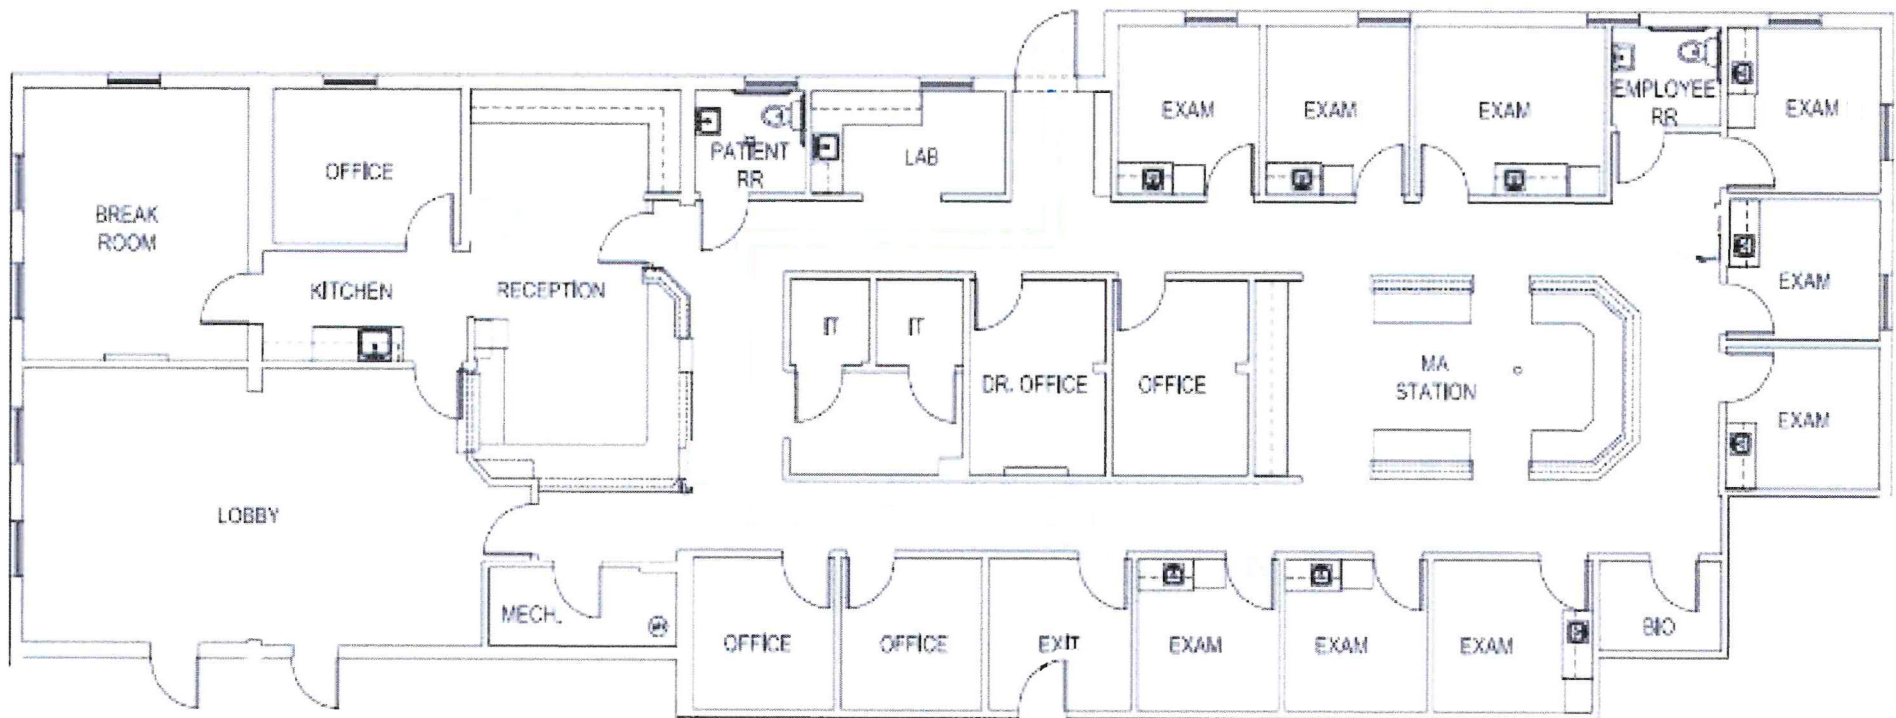 EXAM
EXAM
EXAM
EMPLOYEE
RR
EXAM
OFFICE
PATIENT
RR
LAB
BREAK
ROOM
KITCHEN
RECEPTION
IT
IT
DR. OFFICE
OFFICE
MA
STATION
EXAM
EXAM
LOBBY
MECH.
OFFICE
OFFICE
EXIT
EXAM
EXAM
EXAM
BIO